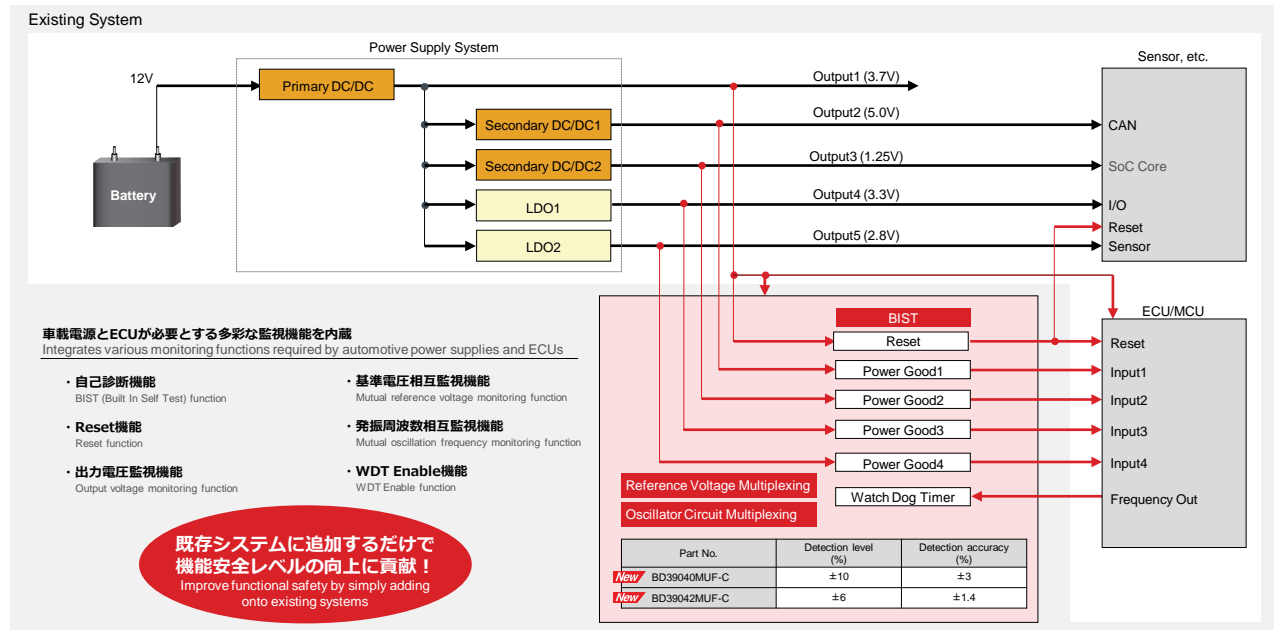 Existing System
Power Supply System
Sensor, etc.
12V
Primary DC/DC
Output1 (3.7V)
Output2 (5.0V)
Secondary DC/DC1
CAN
Output3 (1.25V)
Secondary DC/DC2
SoC Core
Battery
Output4 (3.3V)
LDO1
I/O
Reset
Output5 (2.8V)
LDO2
Sensor
車載電源とECUが必要とする多彩な監視機能を内蔵
Integrates various monitoring functions required by automotive power supplies and ECUs
・自己診断機能
BIST (Built In Self Test) function
・Reset機能
Reset function
・出力電圧監視機能
Output voltage monitoring function
・基準電圧相互監視機能
Mutual reference voltage monitoring function
・発振周波数相互監視機能
Mutual oscillation frequency monitoring function
・WDT Enable機能
WDT Enable function
既存システムに追加するだけで
機能安全レベルの向上に貢献！
Improve functional safety by simply adding
onto existing systems
BIST
Reset
Power Good1
Power Good2
Power Good3
Power Good4
Watch Dog Timer
Reference Voltage Multiplexing
Oscillator Circuit Multiplexing
ECU/MCU
Reset
Input1
Input2
Input3
Input4
Frequency Out
Part No.
Detection level
(%)
Detection accuracy
(%)
New BD39040MUF-C ±10 ±3
New BD39042MUF-C ±6 ±1.4